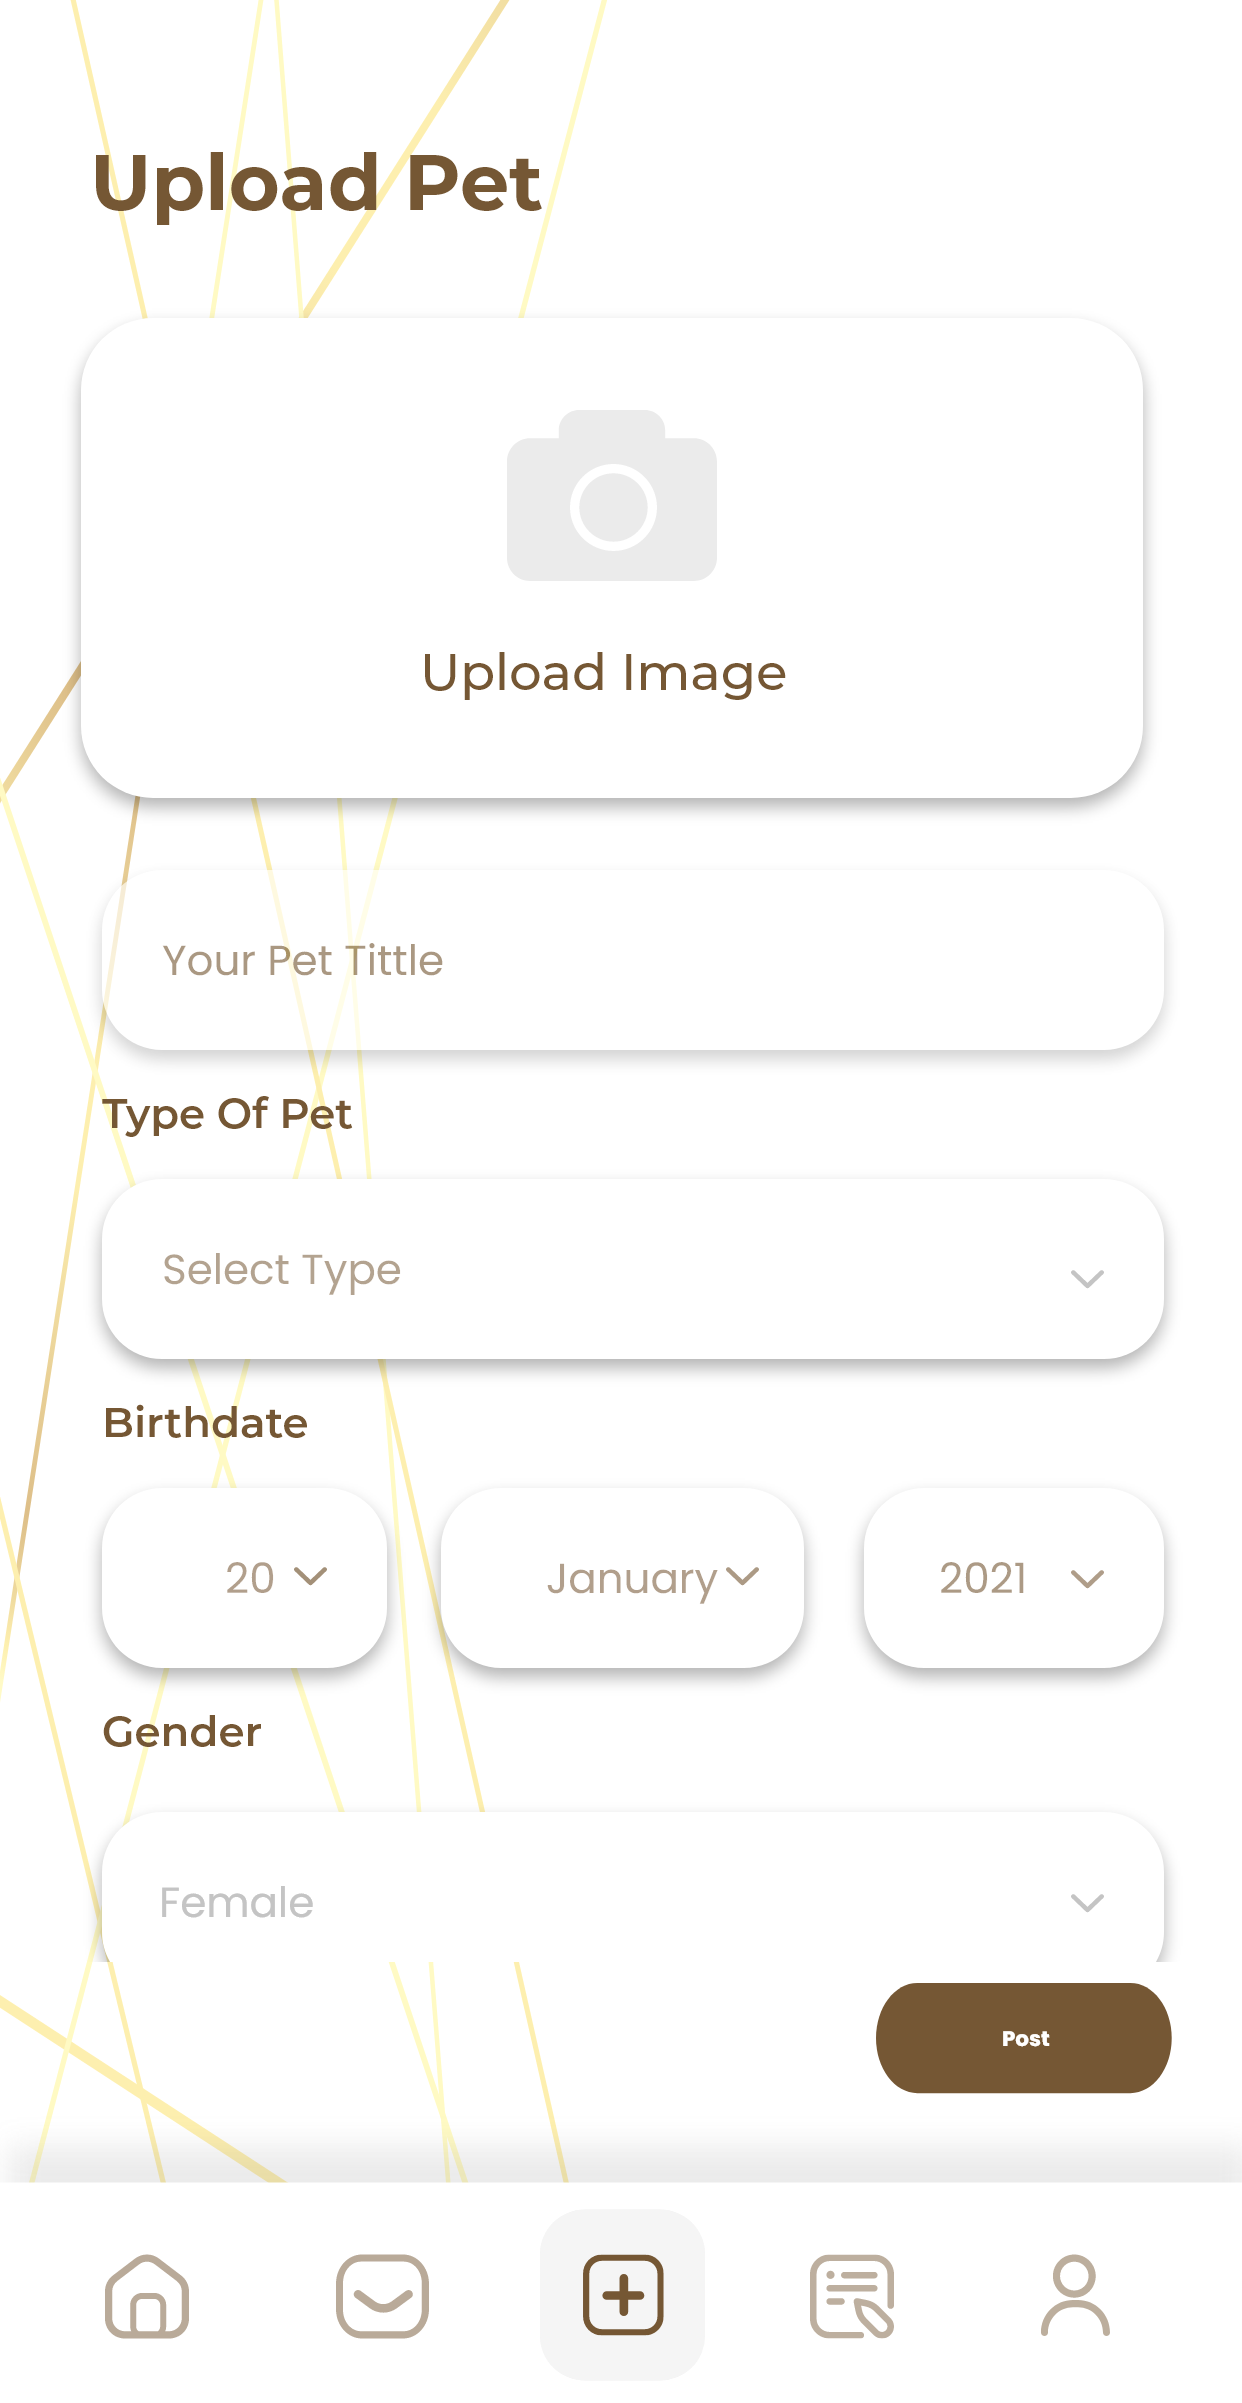 Upload Pet
Upload Image
Your Pet Tittle
Type Of Pet
Select Type
Birthdate
20 January 2021
Gender
Female
Post